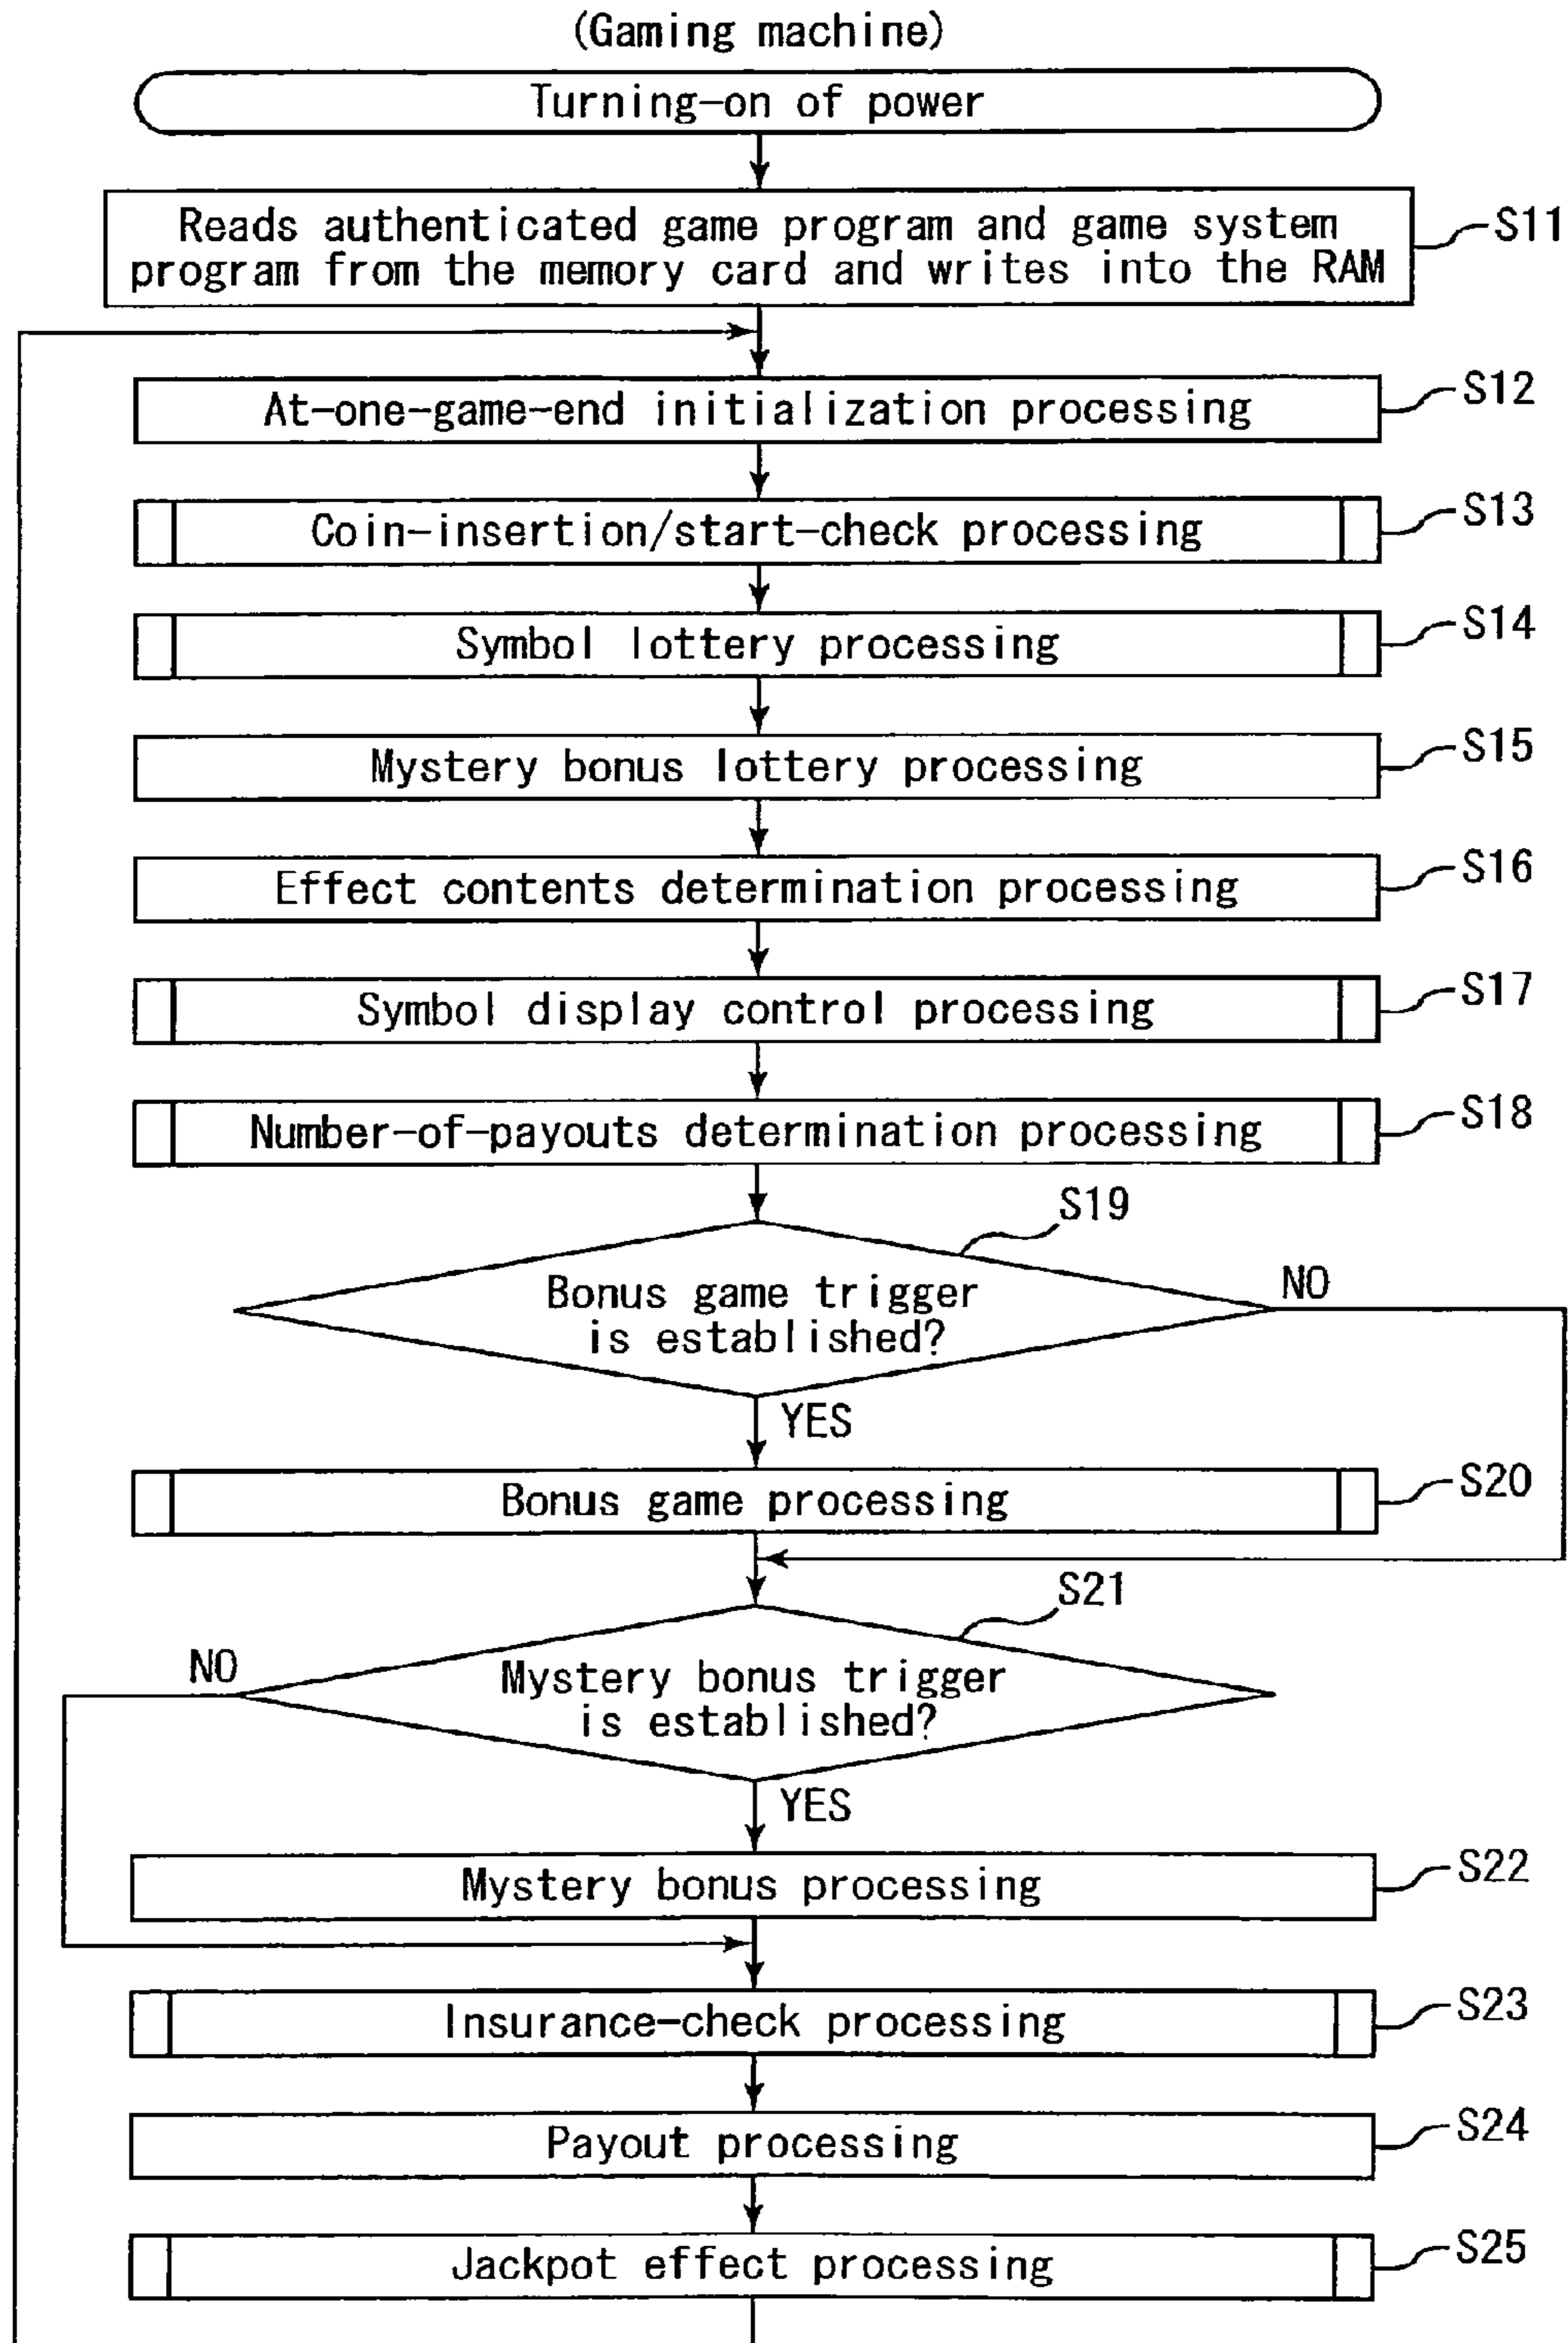 (Gaming machine)
Turning-on of power
Reads authenticated game program and game system
program from the memory card and writes into the RAM
S11
At-one-game-end initialization processing
S12
Coin-insertion/start-check processing
S13
Symbol lottery processing
S14
Mystery bonus lottery processing
S15
Effect contents determination processing
S16
Symbol display control processing
S17
Number-of-payouts determination processing
S18
S19
Bonus game trigger
is established?
NO
YES
Bonus game processing
S20
S21
NO
Mystery bonus trigger
is established?
YES
Mystery bonus processing
S22
Insurance-check processing
S23
Payout processing
S24
Jackpot effect processing
S25